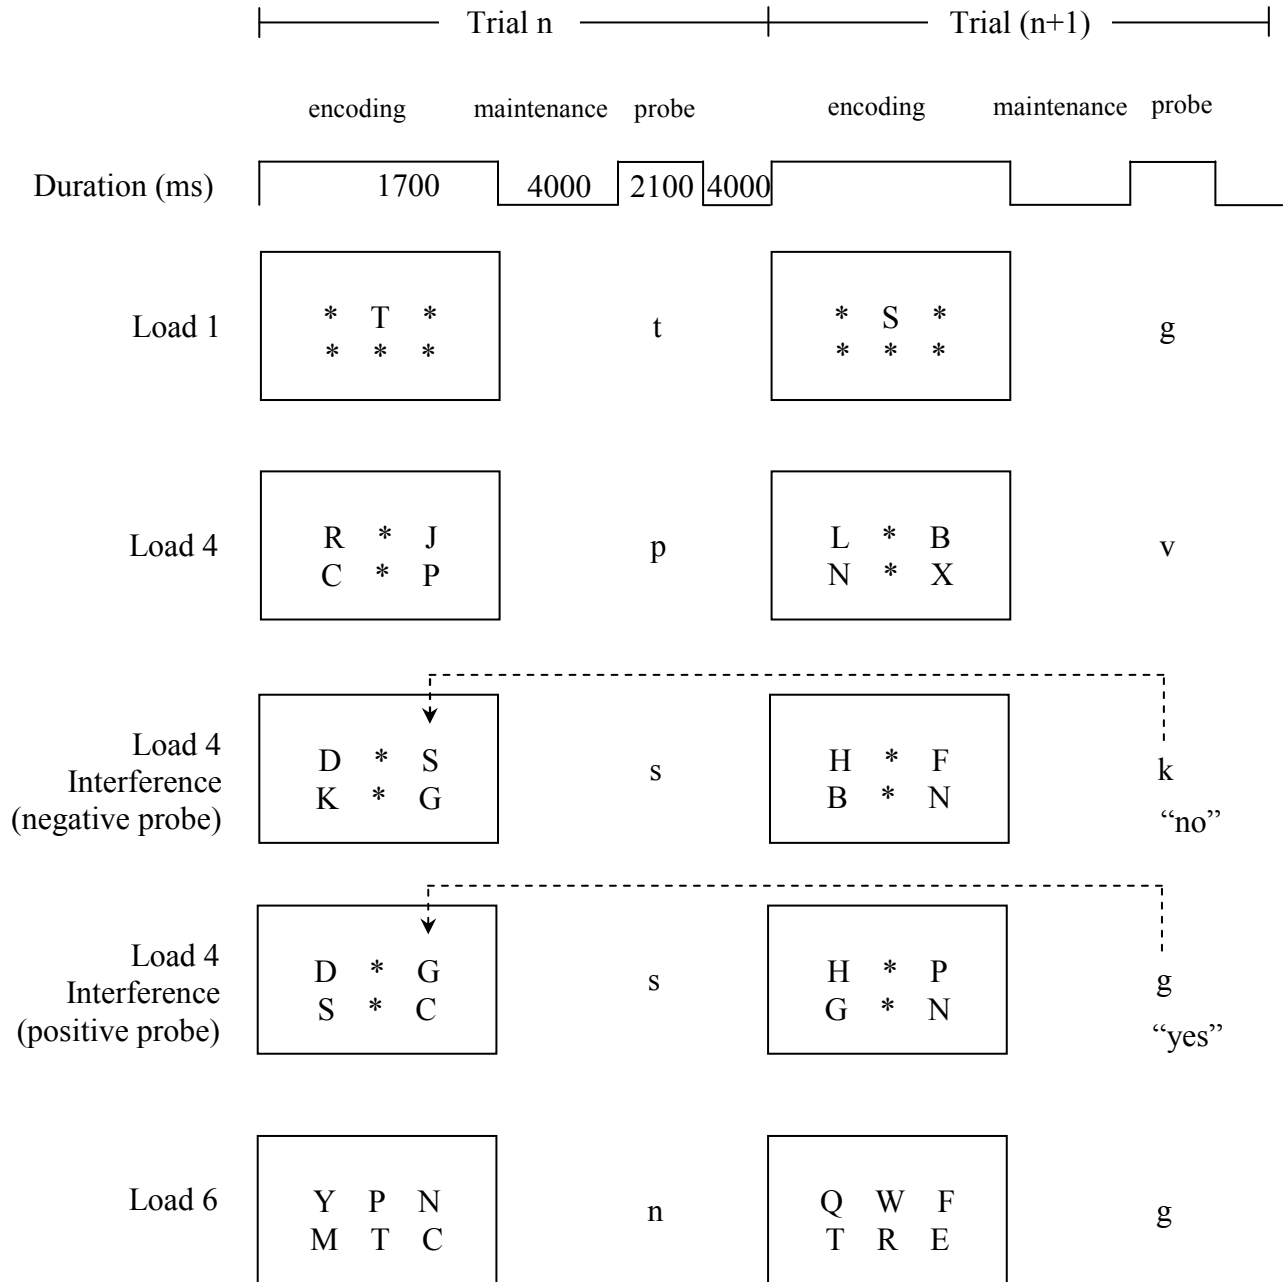 Trial n Trial (n+1)
encoding maintenance probe encoding maintenance probe
Duration (ms) 1700 4000 2100 4000
* T * * S *
Load 1 t g
* * * * * *
R * J L * B
Load 4 p v
C * P N * X
Load 4
D * S H * F
Interference s k
K * G B * N
(negative probe) “no”
Load 4
D * G H * P
Interference s g
S * C G * N
(positive probe) “yes”
Y P N Q W F
Load 6 n g
M T C T R E